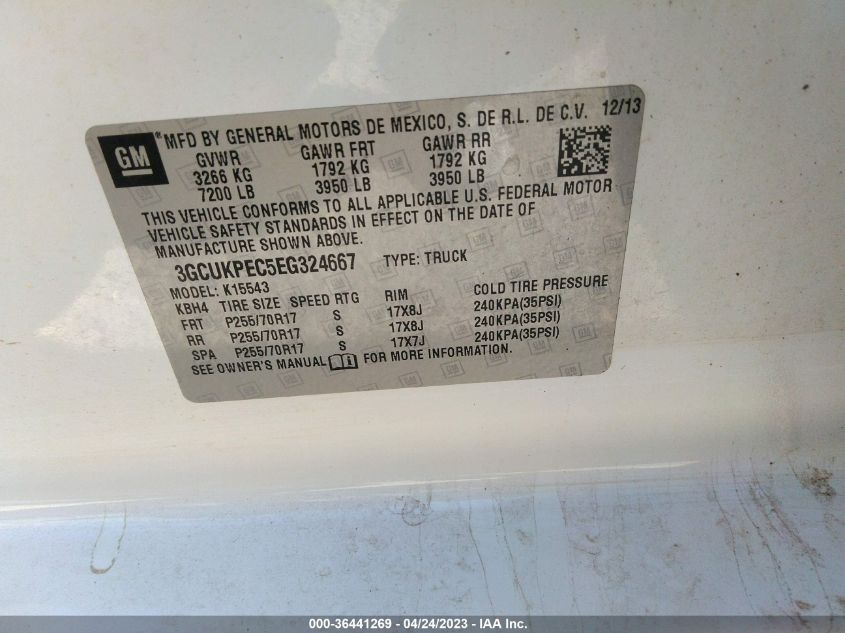 GM
® MFD BY GENERAL MOTORS DE MEXICO, S. DE R.L. DE C.V. 12/13
GVWR GAWR FRT GAWR RR
3266 KG 1792 KG 1792 KG
7200 LB 3950 LB 3950 LB
THIS VEHICLE CONFORMS TO ALL APPLICABLE U.S. FEDERAL MOTOR
VEHICLE SAFETY STANDARDS IN EFFECT ON THE DATE OF
MANUFACTURE SHOWN ABOVE.
3GCUKPEC5EG324667 TYPE: TRUCK
MODEL: K15543
KBH4 TIRE SIZE SPEED RTG RIM COLD TIRE PRESSURE
FRT P255/70R17 S 17X8J 240KPA(35PSI)
RR P255/70R17 S 17X8J 240KPA(35PSI)
SPA P255/70R17 S 17X7J 240KPA(35PSI)
SEE OWNER'S MANUAL FOR MORE INFORMATION.
000-36441269 - 04/24/2023 - IAA Inc.